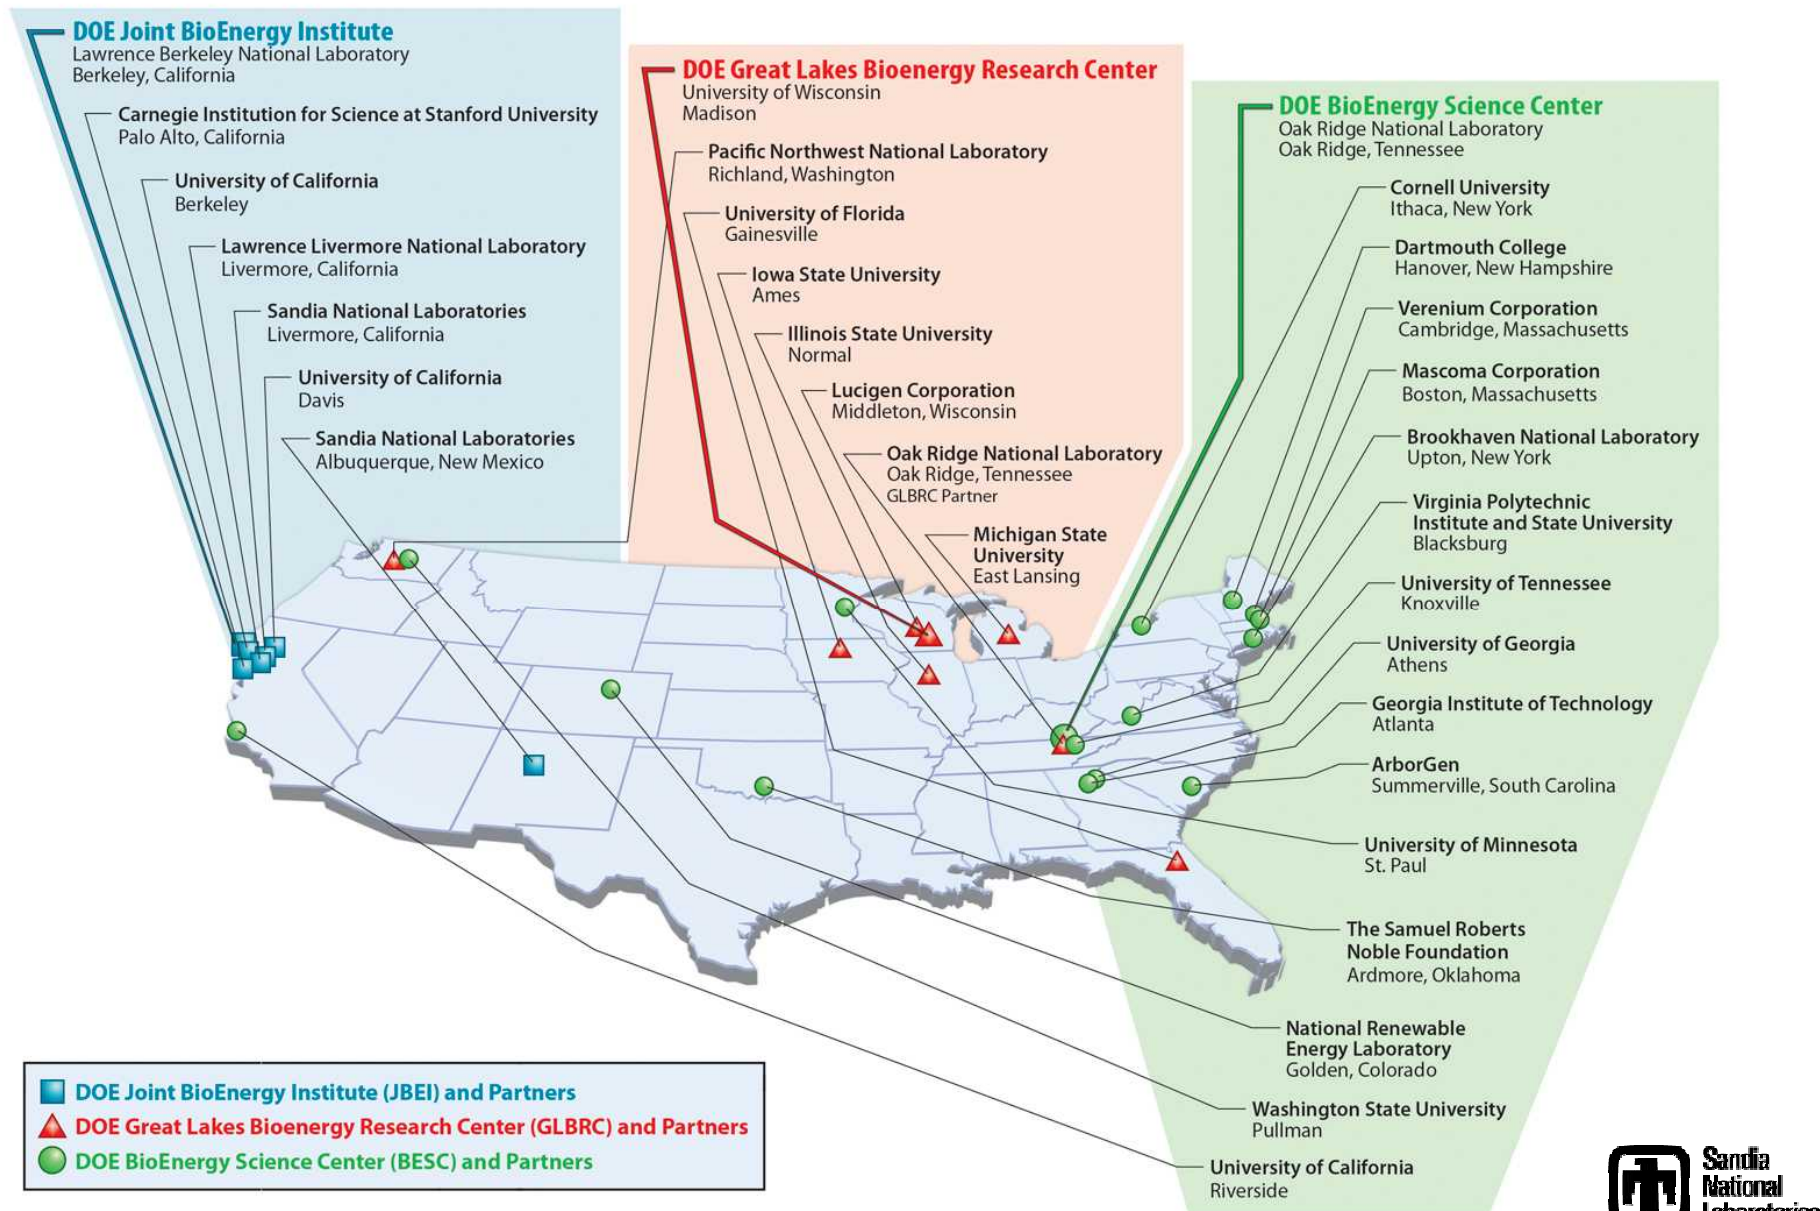 DOE Joint BioEnergy Institute
Lawrence Berkeley National Laboratory
Berkeley, California
Carnegie Institution for Science at Stanford University
Palo Alto, California
University of California
Berkeley
Lawrence Livermore National Laboratory
Livermore, California
Sandia National Laboratories
Livermore, California
University of California
Davis
Sandia National Laboratories
Albuquerque, New Mexico
DOE Great Lakes Bioenergy Research Center
University of Wisconsin
Madison
Pacific Northwest National Laboratory
Richland, Washington
University of Florida
Gainesville
Iowa State University
Ames
Illinois State University
Normal
Lucigen Corporation
Middleton, Wisconsin
Oak Ridge National Laboratory
Oak Ridge, Tennessee
GLBRC Partner
Michigan State
University
East Lansing
DOE BioEnergy Science Center
Oak Ridge National Laboratory
Oak Ridge, Tennessee
Cornell University
Ithaca, New York
Dartmouth College
Hanover, New Hampshire
Verenium Corporation
Cambridge, Massachusetts
Mascoma Corporation
Boston, Massachusetts
Brookhaven National Laboratory
Upton, New York
Virginia Polytechnic
Institute and State University
Blacksburg
University of Tennessee
Knoxville
University of Georgia
Athens
Georgia Institute of Technology
Atlanta
ArborGen
Summerville, South Carolina
University of Minnesota
St. Paul
The Samuel Roberts
Noble Foundation
Ardmore, Oklahoma
National Renewable
Energy Laboratory
Golden, Colorado
Washington State University
Pullman
University of California
Riverside
DOE Joint BioEnergy Institute (JBEI) and Partners
DOE Great Lakes Bioenergy Research Center (GLBRC) and Partners
DOE BioEnergy Science Center (BESC) and Partners
Sandia
National
Laboratories